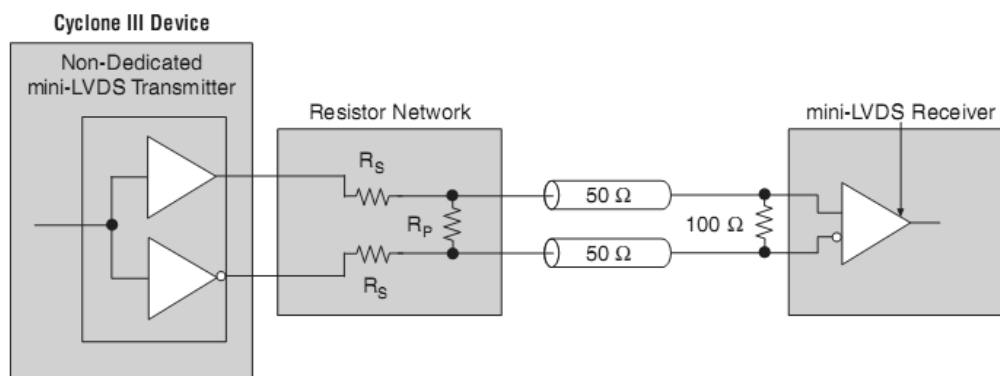 Cyclone III Device
Non-Dedicated
mini-LVDS Transmitter
Resistor Network
mini-LVDS Receiver
RS
50 Ω
RP
100 Ω
50 Ω
RS